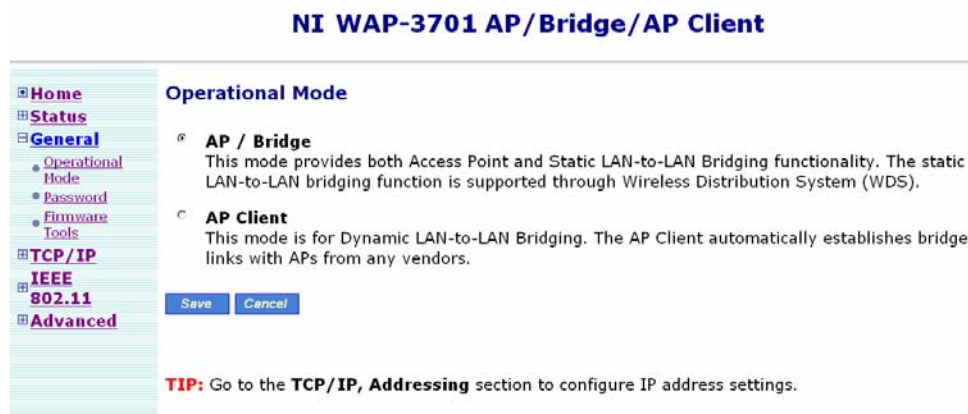 NI WAP-3701 AP/Bridge/AP Client
Home
Status
General
Operational
Mode
Password
Firmware
Tools
TCP/IP
IEEE
802.11
Advanced
Operational Mode
AP / Bridge
This mode provides both Access Point and Static LAN-to-LAN Bridging functionality. The static
LAN-to-LAN bridging function is supported through Wireless Distribution System (WDS).
AP Client
This mode is for Dynamic LAN-to-LAN Bridging. The AP Client automatically establishes bridge
links with APs from any vendors.
Save Cancel
TIP: Go to the TCP/IP, Addressing section to configure IP address settings.